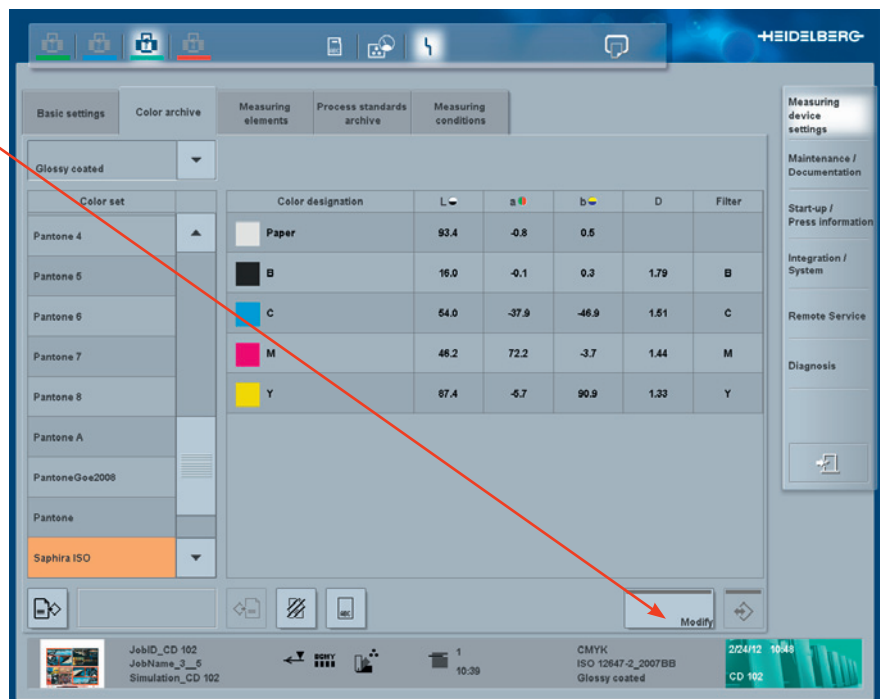 HEIDELBERG
Basic settings
Color archive
Measuring
elements
Process standards
archive
Measuring
conditions
Measuring
device
settings
Maintenance /
Documentation
Start-up /
Press information
Integration /
System
Remote Service
Diagnosis
Glossy coated
Color set
Pantone 4
Pantone 5
Pantone 6
Pantone 7
Pantone 8
Pantone A
PantoneGoe2008
Pantone
Saphira ISO
Color designation L a b D Filter
Paper 93.4 -0.8 0.5
B 16.0 -0.1 0.3 1.79 B
C 54.0 -37.9 -46.9 1.51 C
M 46.2 72.2 -3.7 1.44 M
Y 87.4 -5.7 90.9 1.33 Y
ABC
Modify
JobID_CD 102
JobName_3__5
Simulation_CD 102
BCMY
1
10:39
CMYK
ISO 12647-2_2007BB
Glossy coated
2/24/12 10:48
CD 102